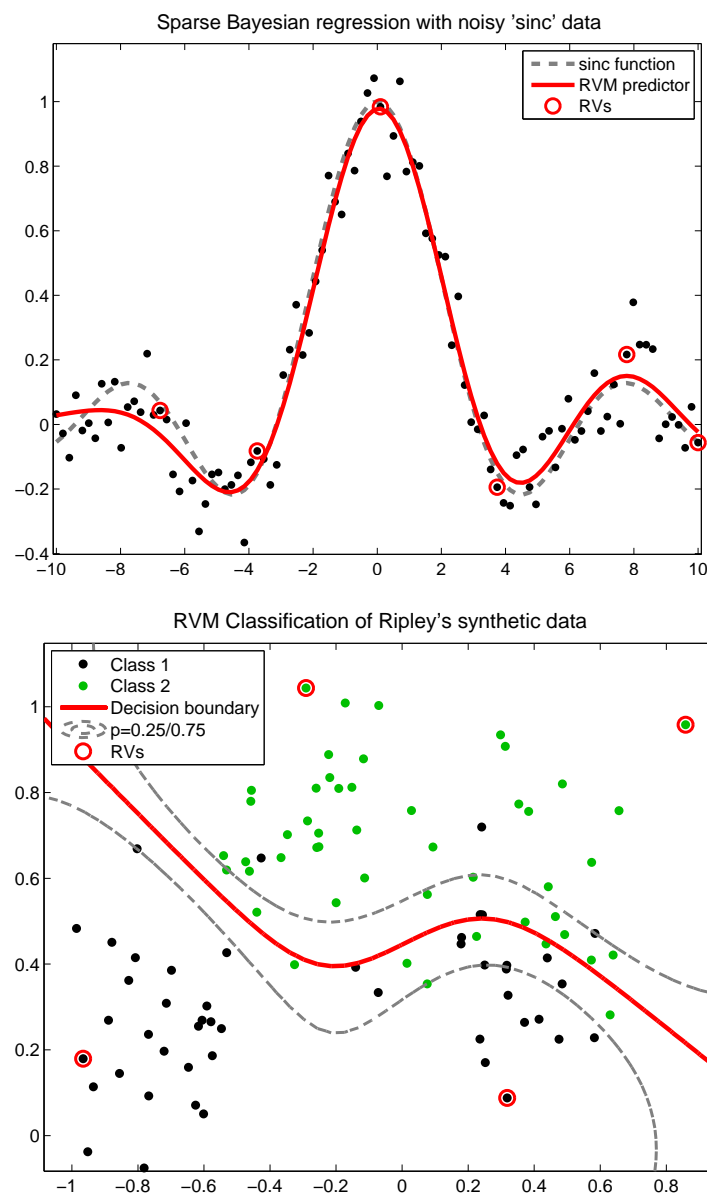 Sparse Bayesian regression with noisy ’sinc’ data
sinc function
RVM predictor
RVs
1
0.8
0.6
0.4
0.2
0
−0.2
−0.4
−10 −8 −6 −4 −2 0 2 4 6 8 10
RVM Classification of Ripley’s synthetic data
Class 1
Class 2
Decision boundary
p=0.25/0.75
RVs
1
0.8
0.6
0.4
0.2
0
−1 −0.8 −0.6 −0.4 −0.2 0 0.2 0.4 0.6 0.8